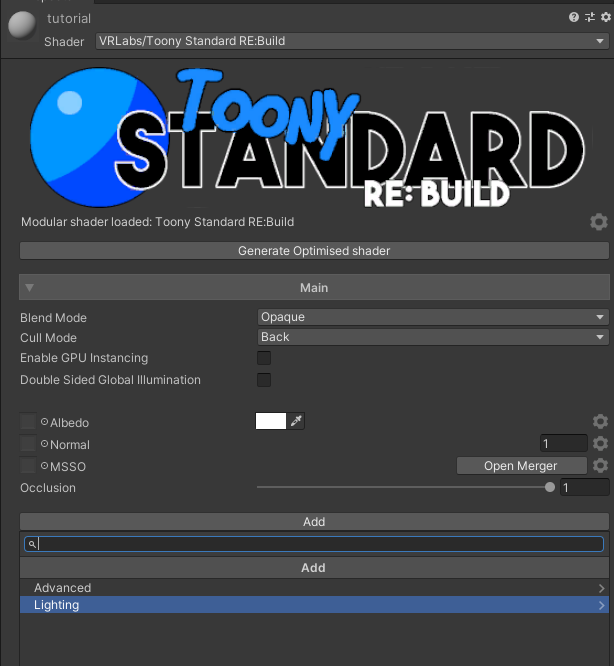 tutorial
Shader VRLabs/Toony Standard RE:Build
TOONY
STANDARD
RE: BUILD
Modular shader loaded: Toony Standard RE:Build
Generate Optimised shader
Main
Blend Mode Opaque
Cull Mode Back
Enable GPU Instancing
Double Sided Global Illumination
Albedo
Normal 1
MSSO Open Merger
Occlusion 1
Add
Add
Advanced
Lighting